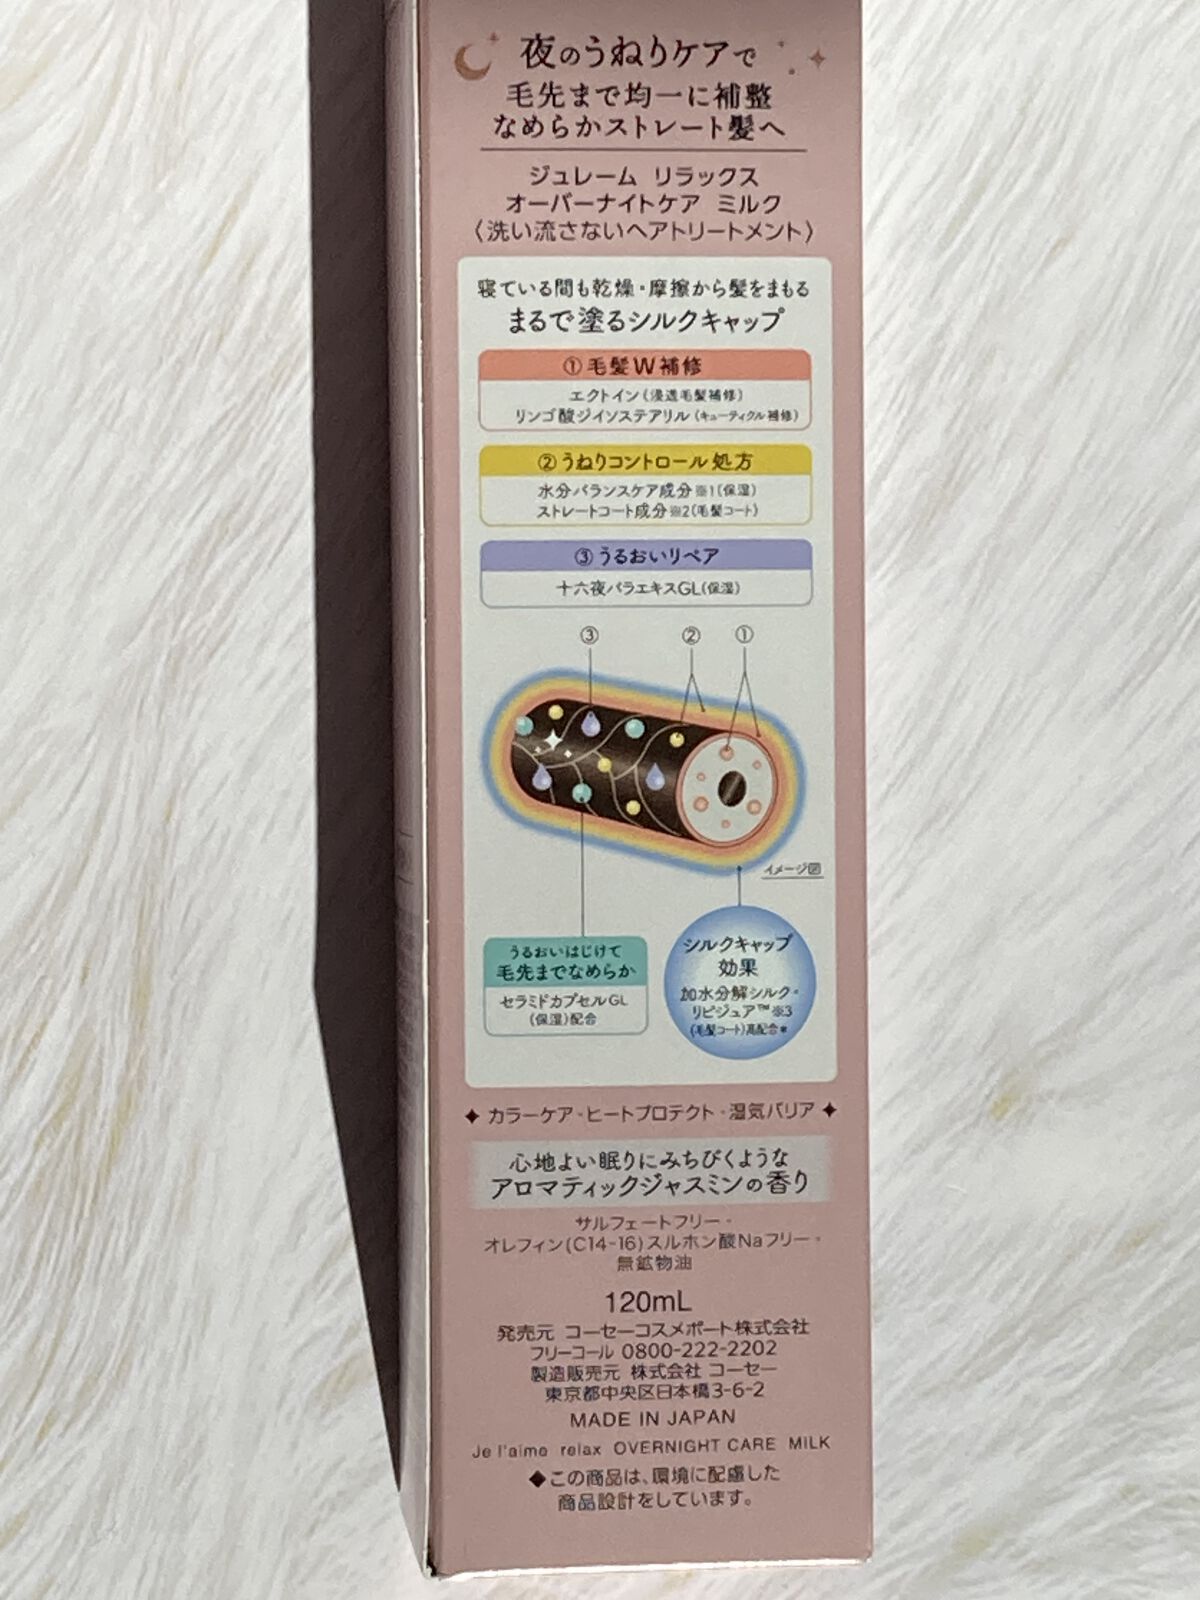 夜のうねりケアで
毛先まで均一に補整
なめらかストレート髪へ
ジュレーム リラックス
オーバーナイトケア ミルク
〈洗い流さないヘアトリートメント〉
寝ている間も乾燥・摩擦から髪をまもる
まるで塗るシルクキャップ
①毛髪W補修
エクトイン(浸透毛髪補修)
リンゴ酸ジイソステアリル(キューティクル補修)
②うねりコントロール処方
水分バランスケア成分※1(保湿)
ストレートコート成分※2(毛髪コート)
③うるおいリペア
十六夜バラエキスGL(保湿)
③ ② ①
イメージ図
うるおいはじけて
毛先までなめらか
セラミドカプセルGL
(保湿)配合
シルクキャップ
効果
加水分解シルク・
リピジュア™※3
(毛髪コート)高配合*
✦ カラーケア・ヒートプロテクト・湿気バリア ✦
心地よい眠りにみちびくような
アロマティックジャスミンの香り
サルフェートフリー・
オレフィン(C14-16)スルホン酸Naフリー・
無鉱物油
120mL
発売元 コーセーコスメポート株式会社
フリーコール 0800-222-2202
製造販売元 株式会社 コーセー
東京都中央区日本橋3-6-2
MADE IN JAPAN
Je l'aime relax OVERNIGHT CARE MILK
◆この商品は、環境に配慮した
商品設計をしています。